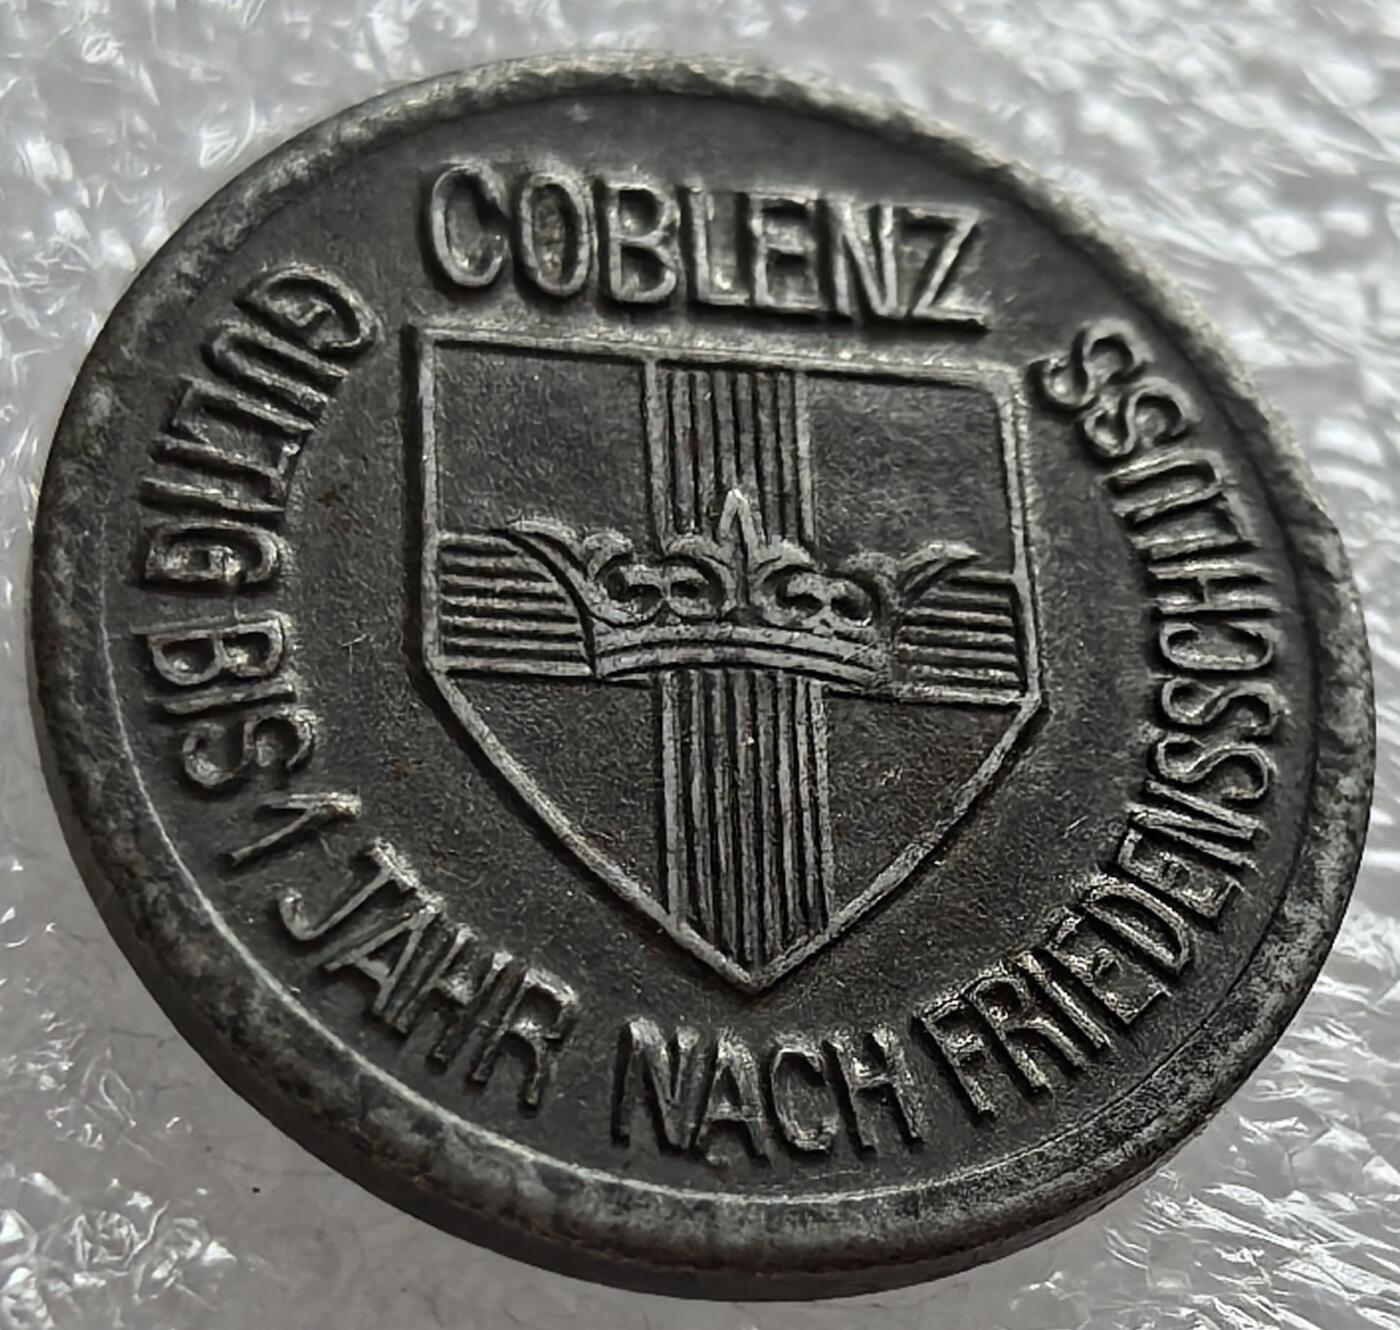 COBLENZ
GÜLTIG BIS 1 JAHR NACH FRIEDENSSCHLUSS